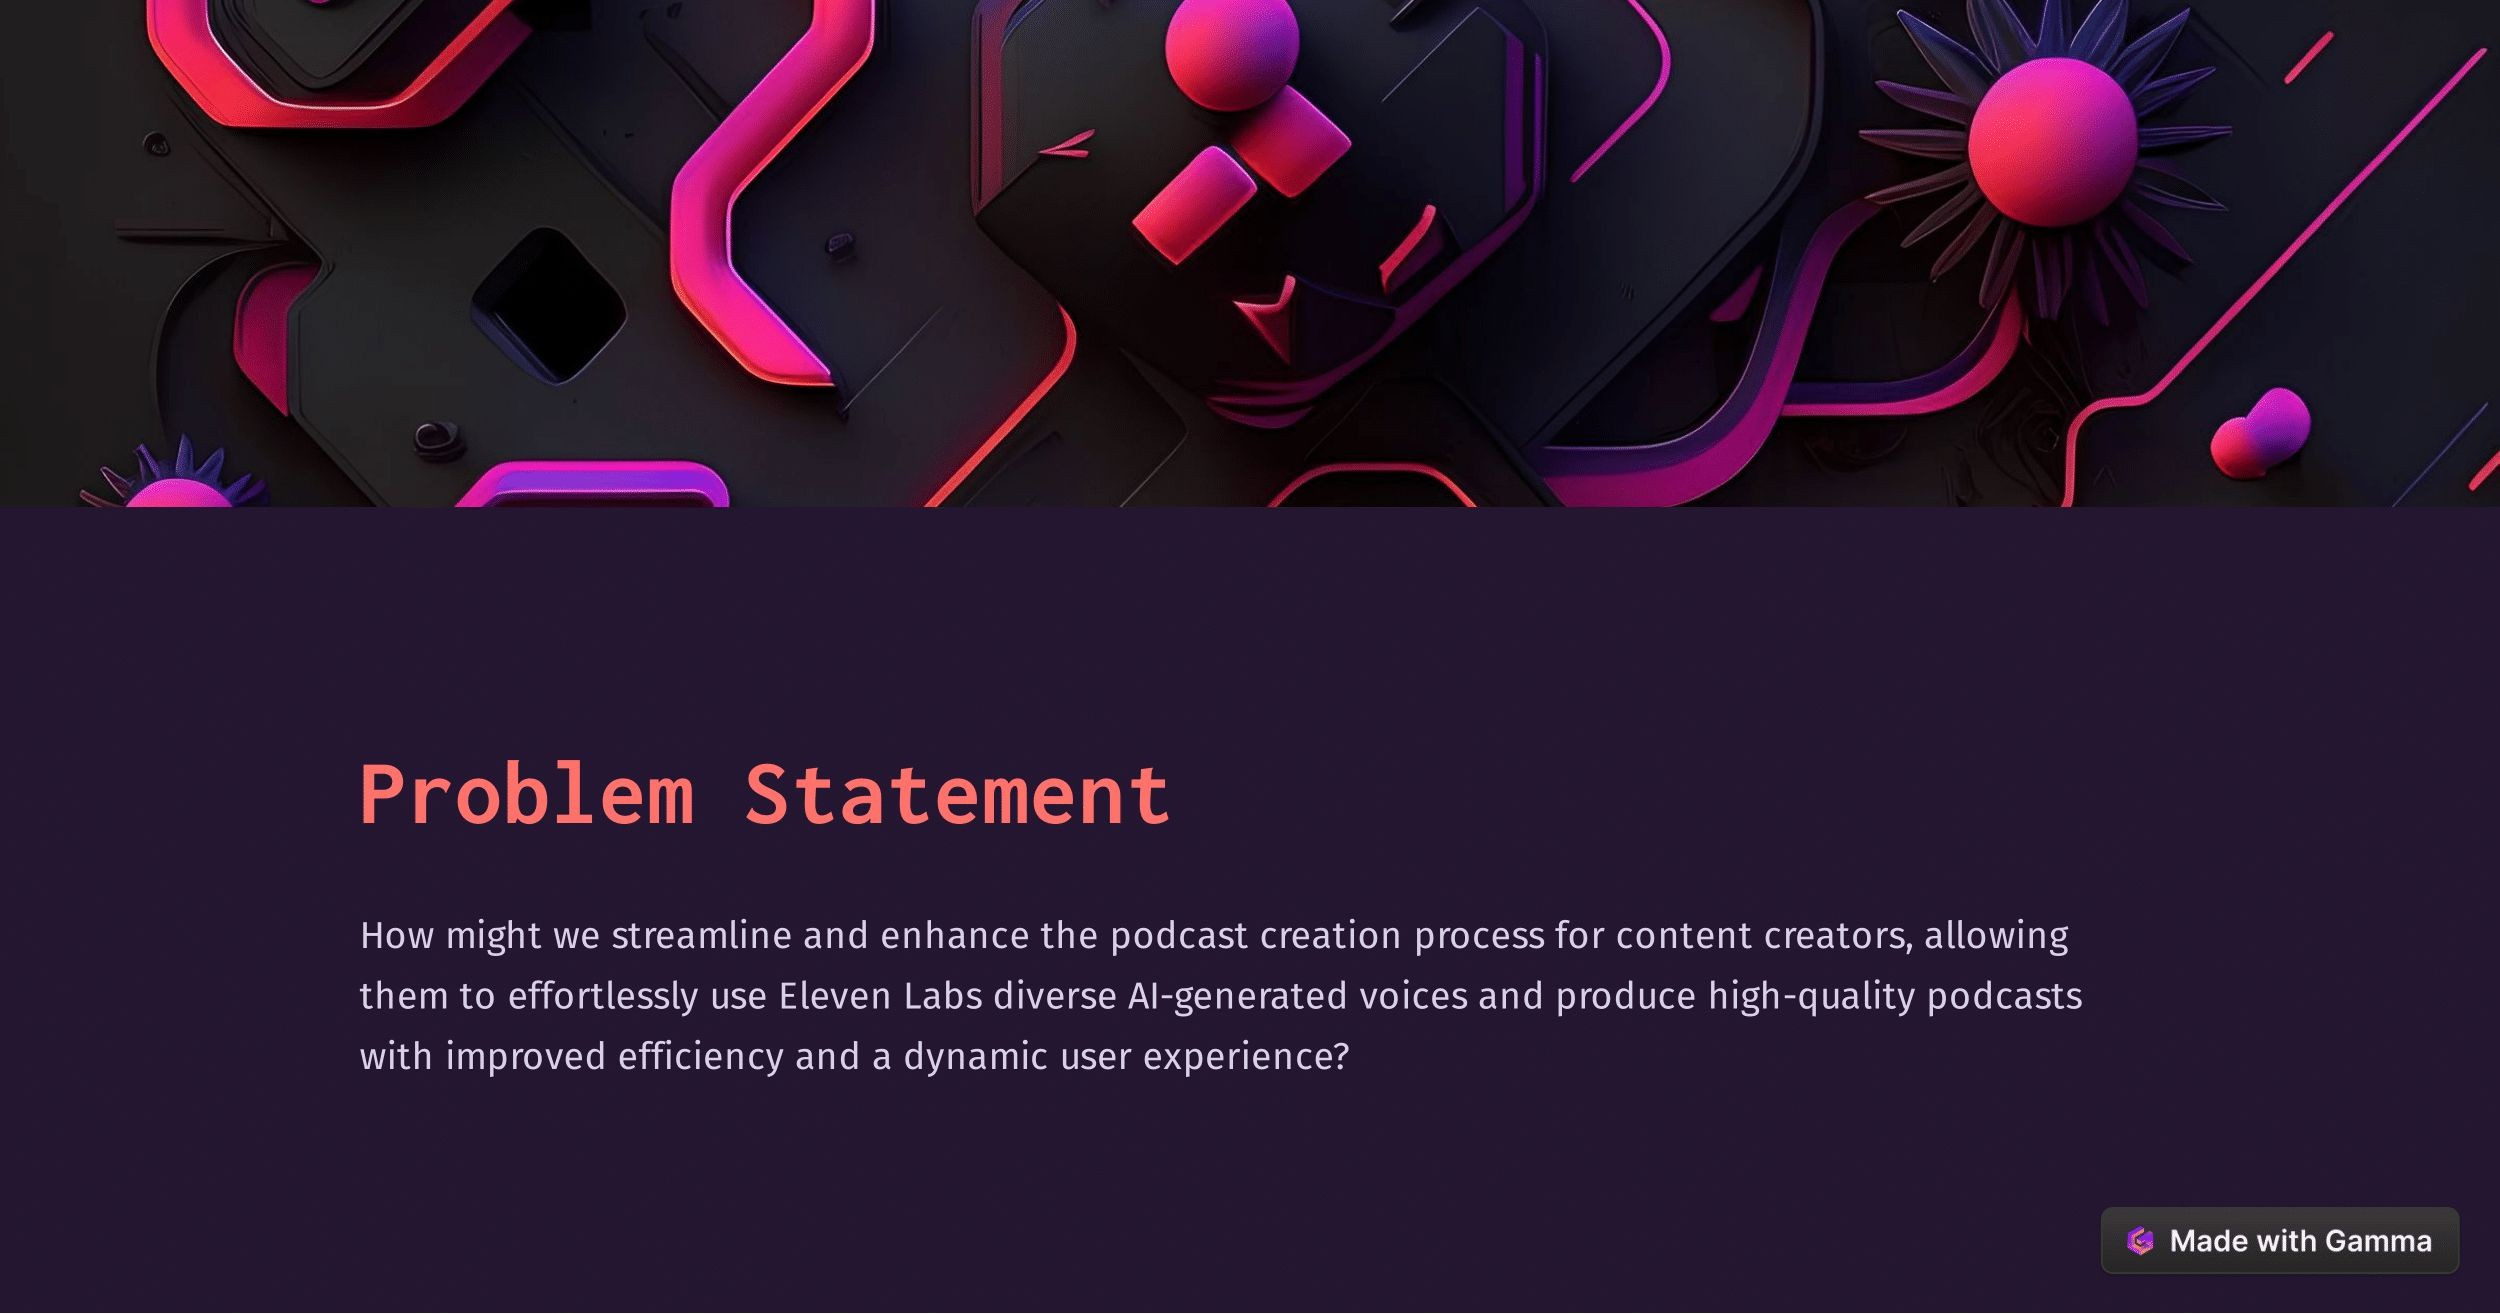 Problem Statement
How might we streamline and enhance the podcast creation process for content creators, allowing
them to effortlessly use Eleven Labs diverse AI-generated voices and produce high-quality podcasts
with improved efficiency and a dynamic user experience?
Made with Gamma